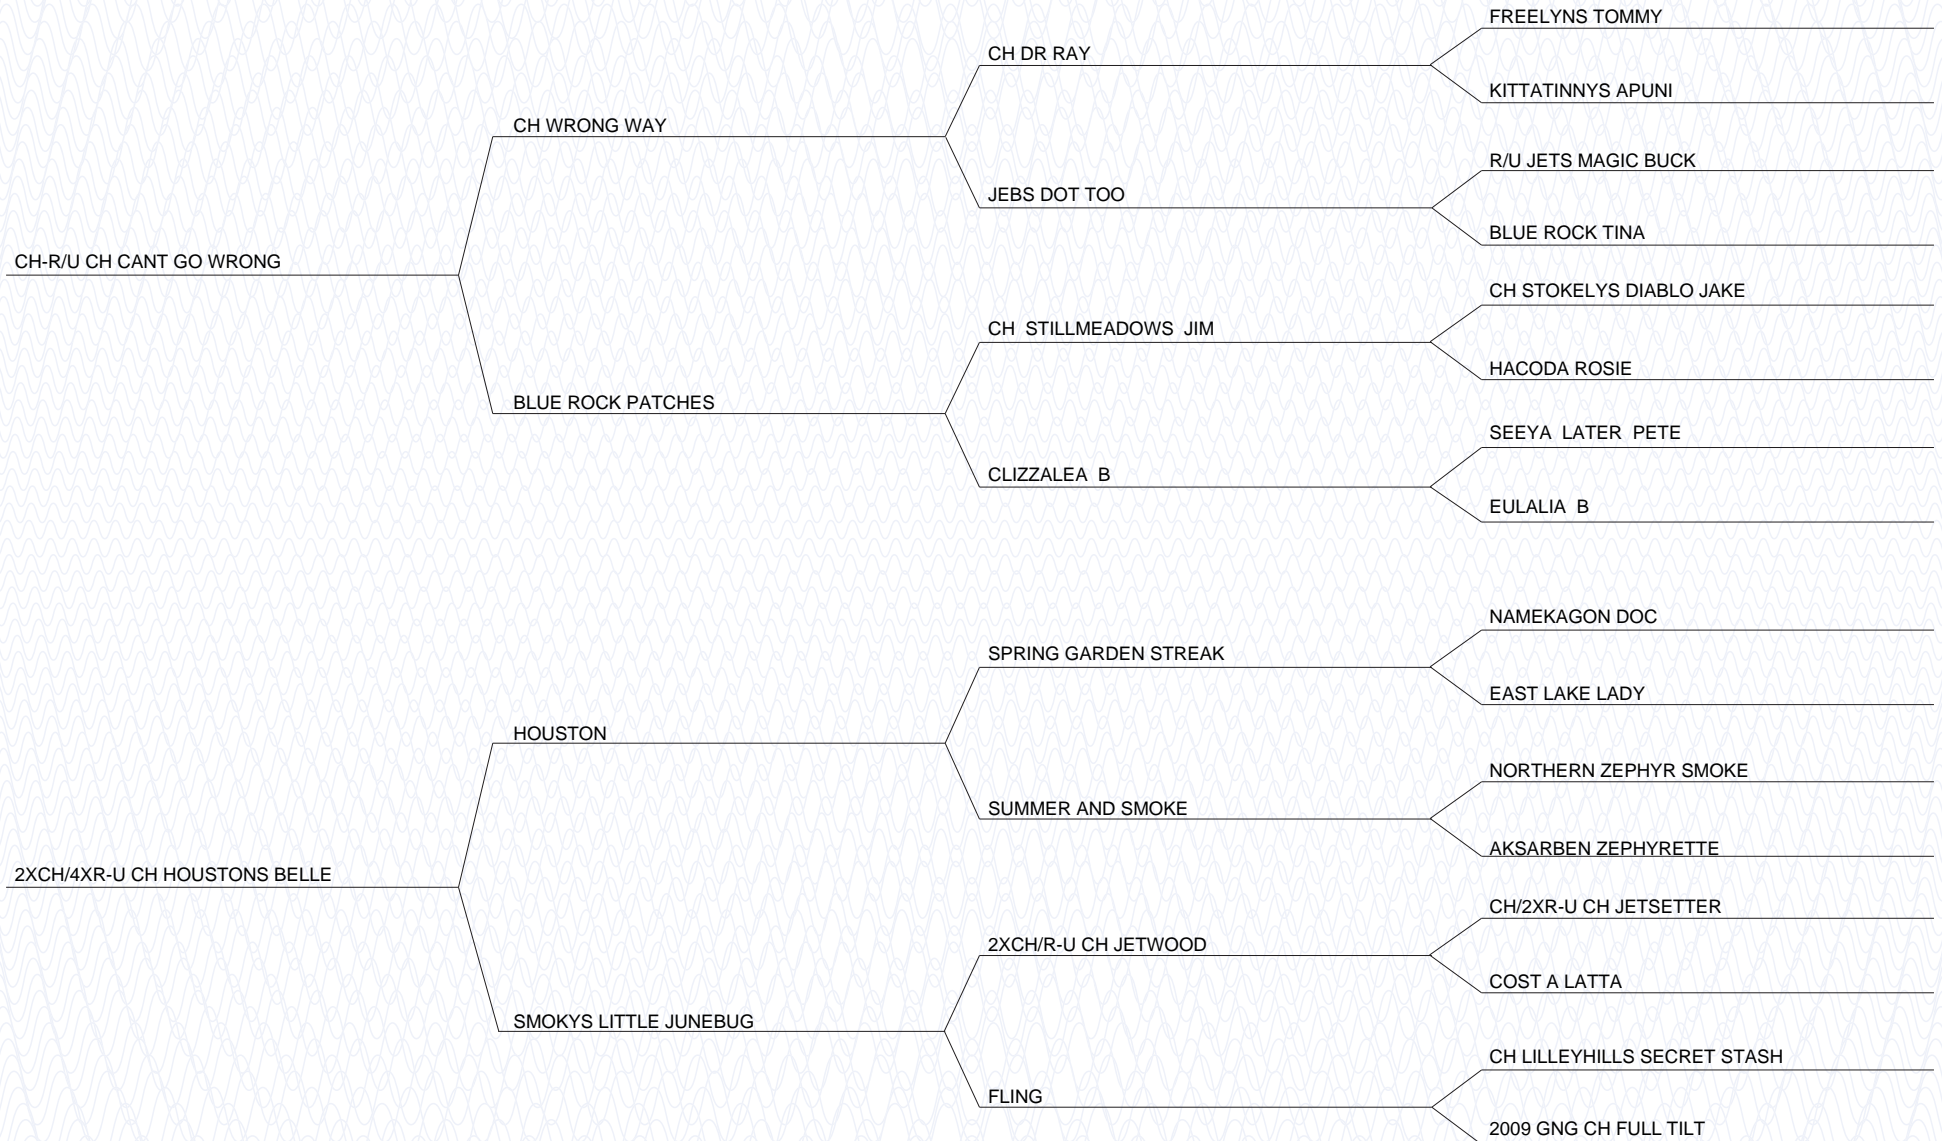 FREELYNS TOMMY
CH DR RAY
KITTATINNYS APUNI
CH WRONG WAY
R/U JETS MAGIC BUCK
JEBS DOT TOO
BLUE ROCK TINA
CH-R/U CH CANT GO WRONG
CH STOKELYS DIABLO JAKE
CH  STILLMEADOWS  JIM
HACODA ROSIE
BLUE ROCK PATCHES
SEEYA  LATER  PETE
CLIZZALEA  B
EULALIA  B
NAMEKAGON DOC
SPRING GARDEN STREAK
EAST LAKE LADY
HOUSTON
NORTHERN ZEPHYR SMOKE
SUMMER AND SMOKE
AKSARBEN ZEPHYRETTE
2XCH/4XR-U CH HOUSTONS BELLE
CH/2XR-U CH JETSETTER
2XCH/R-U CH JETWOOD
COST A LATTA
SMOKYS LITTLE JUNEBUG
CH LILLEYHILLS SECRET STASH
FLING
2009 GNG CH FULL TILT